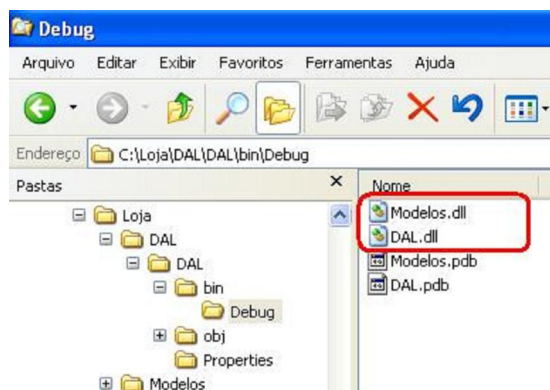 Debug
Arquivo Editar Exibir Favoritos Ferramentas Ajuda
Endereço C:\Loja\DAL\DAL\bin\Debug
Pastas
Nome
Loja
DAL
DAL
bin
Debug
obj
Properties
Modelos
Modelos.dll
DAL.dll
Modelos.pdb
DAL.pdb